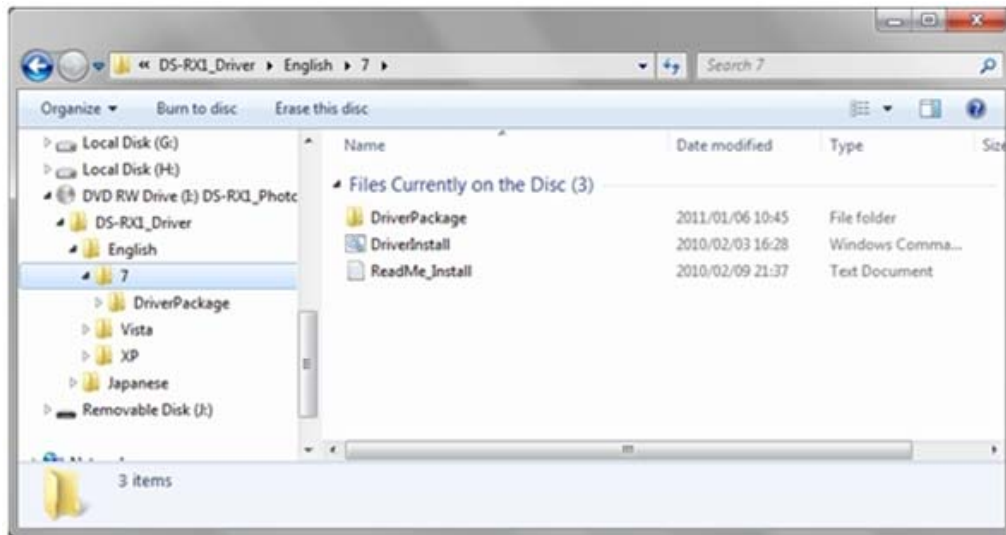 « DS-RX1_Driver ▸ English ▸ 7 ▸
Search 7
Organize
Burn to disc
Erase this disc
Local Disk (G:)
Local Disk (H:)
DVD RW Drive (I:) DS-RX1_Photo
DS-RX1_Driver
English
7
DriverPackage
Vista
XP
Japanese
Removable Disk (J:)
Name Date modified Type Size
Files Currently on the Disc (3)
DriverPackage 2011/01/06 10:45 File folder
DriverInstall 2010/02/03 16:28 Windows Comma...
ReadMe_Install 2010/02/09 21:37 Text Document
3 items